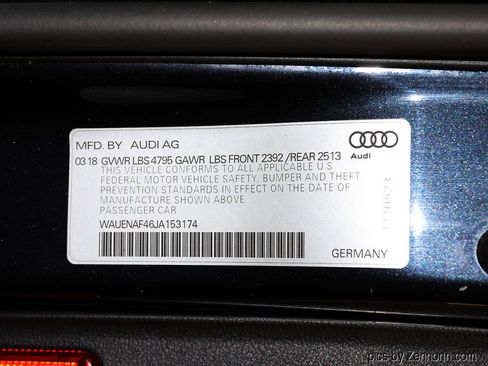 MFD. BY AUDI AG
03 18 GVWR LBS 4795 GAWR LBS FRONT 2392 /REAR 2513
THIS VEHICLE CONFORMS TO ALL APPLICABLE U.S
FEDERAL MOTOR VEHICLE SAFETY, BUMPER AND THEFT
PREVENTION STANDARDS IN EFFECT ON THE DATE OF
MANUFACTURE SHOWN ABOVE
PASSENGER CAR
WAUENAF46JA153174
Audi
1110523
GERMANY
pics by Zennonn.com